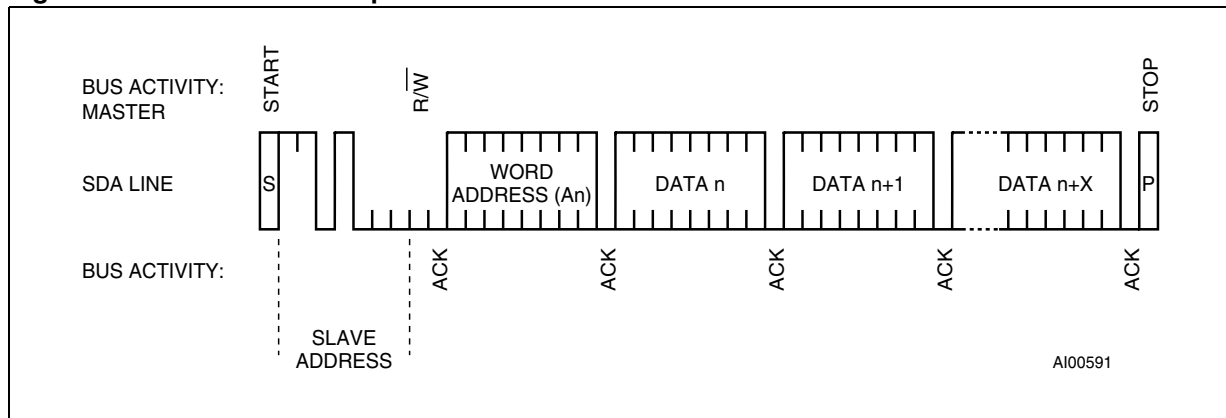 BUS ACTIVITY:
MASTER
START
R/W
STOP
SDA LINE
S
WORD
ADDRESS (An)
DATA n
DATA n+1
DATA n+X
P
BUS ACTIVITY:
ACK
ACK
ACK
ACK
ACK
SLAVE
ADDRESS
AI00591